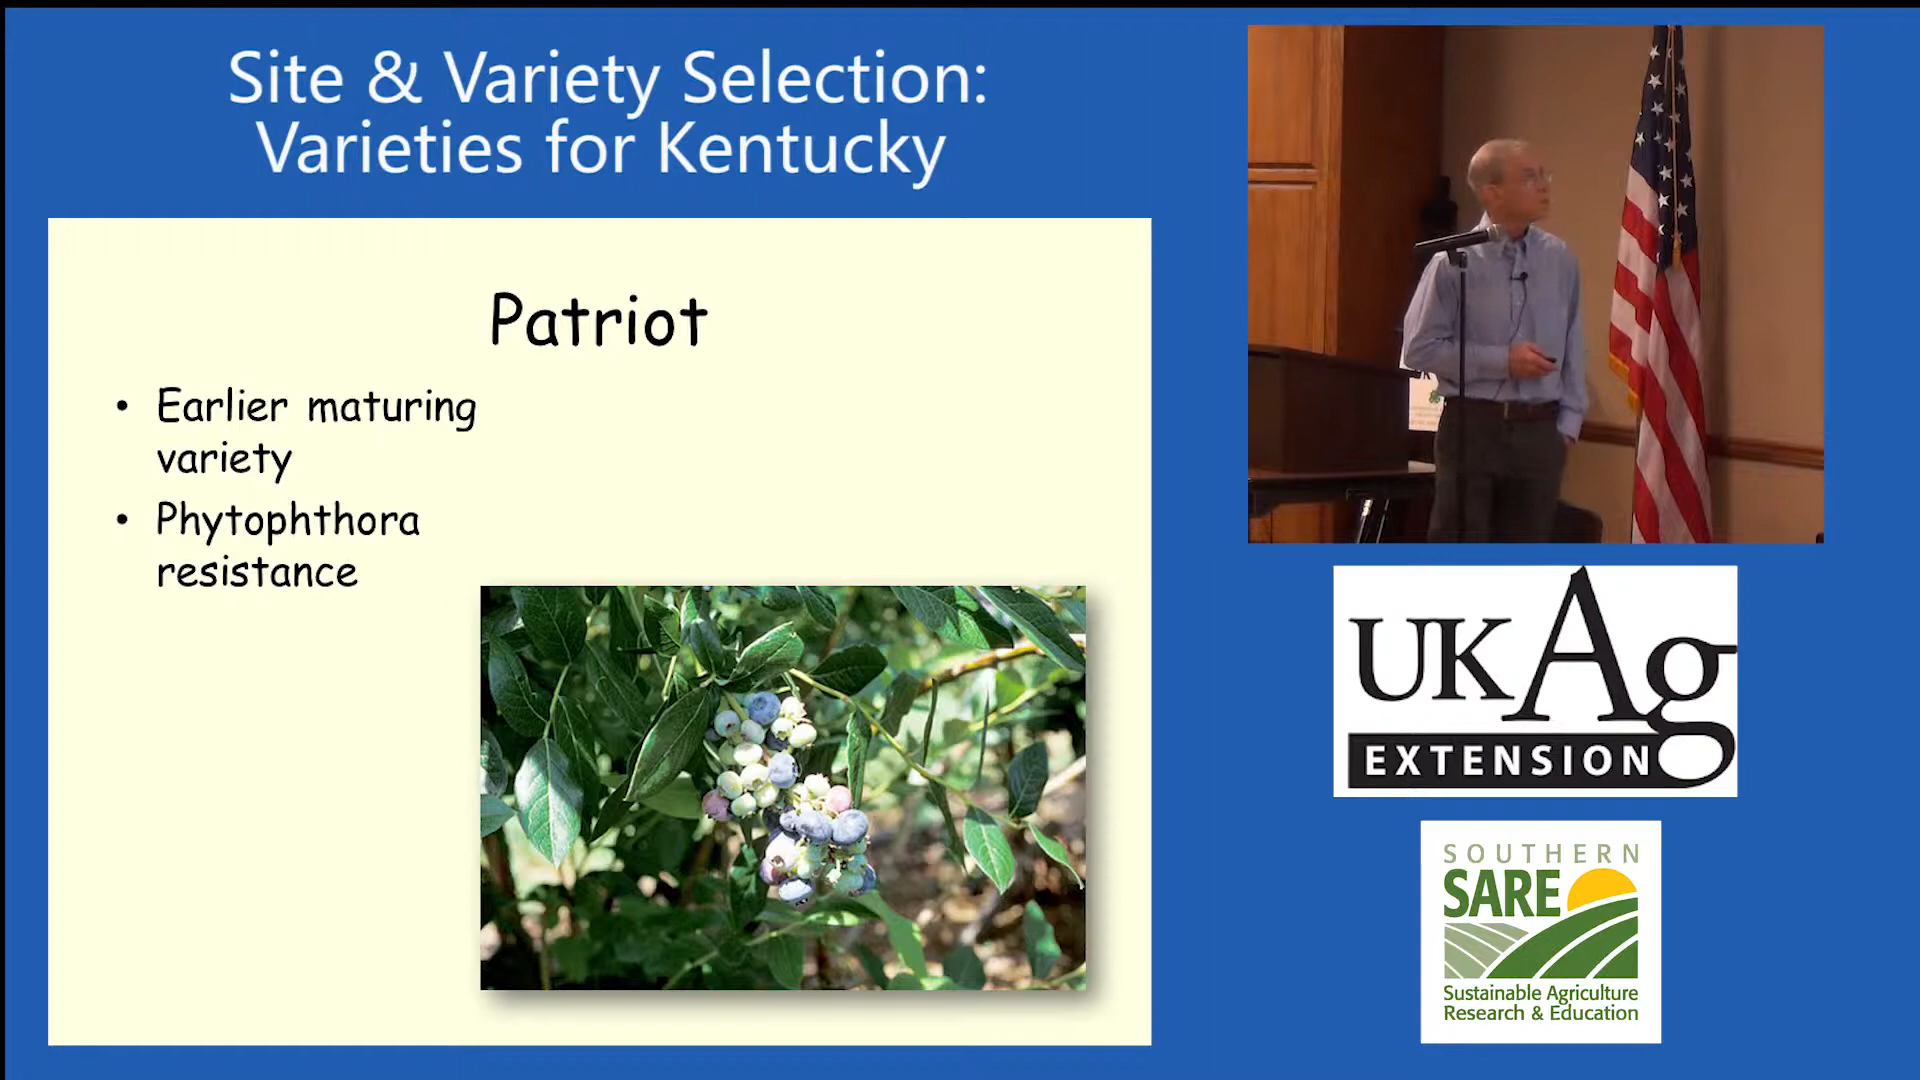 Site & Variety Selection:
Varieties for Kentucky
Patriot
• Earlier maturing
variety
• Phytophthora
resistance
UKAg
EXTENSION
SOUTHERN
SARE
Sustainable Agriculture
Research & Education